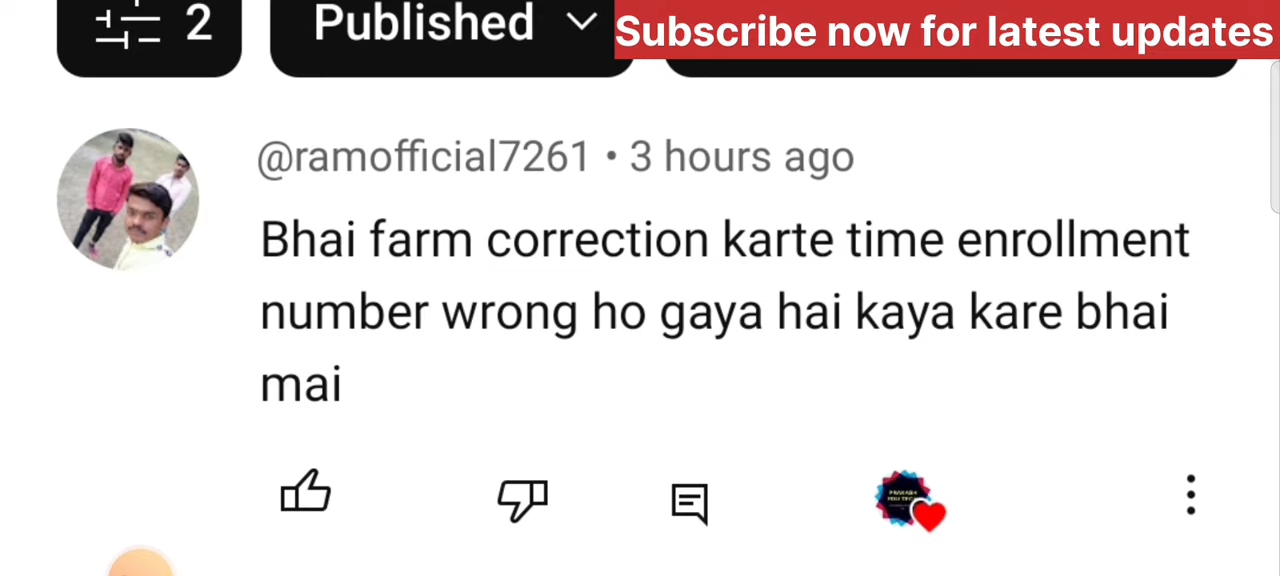 2
Published
Subscribe now for latest updates
@ramofficial7261 • 3 hours ago
Bhai farm correction karte time enrollment
number wrong ho gaya hai kaya kare bhai
mai